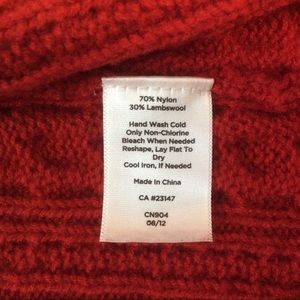 70% Nylon
30% Lambswool
Hand Wash Cold
Only Non-Chlorine
Bleach When Needed
Reshape, Lay Flat To
Dry
Cool Iron, If Needed
Made In China
CA #23147
CN904
08/12